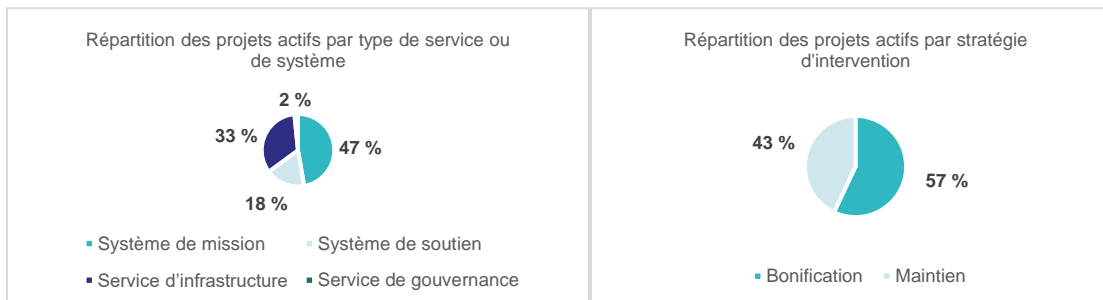 Répartition des projets actifs par type de service ou
de système
2 %
33 %
47 %
18 %
Système de mission
Système de soutien
Service d'infrastructure
Service de gouvernance
Répartition des projets actifs par stratégie
d'intervention
43 %
57 %
Bonification
Maintien